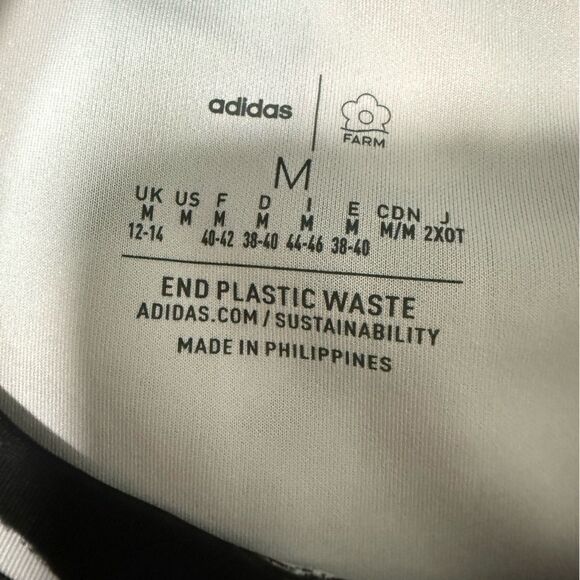 adidas FARM
M
UK US F D I E CDN J
M M M M M M M/M 2XOT
12-14 40-42 38-40 44-46 38-40
END PLASTIC WASTE
ADIDAS.COM / SUSTAINABILITY
MADE IN PHILIPPINES